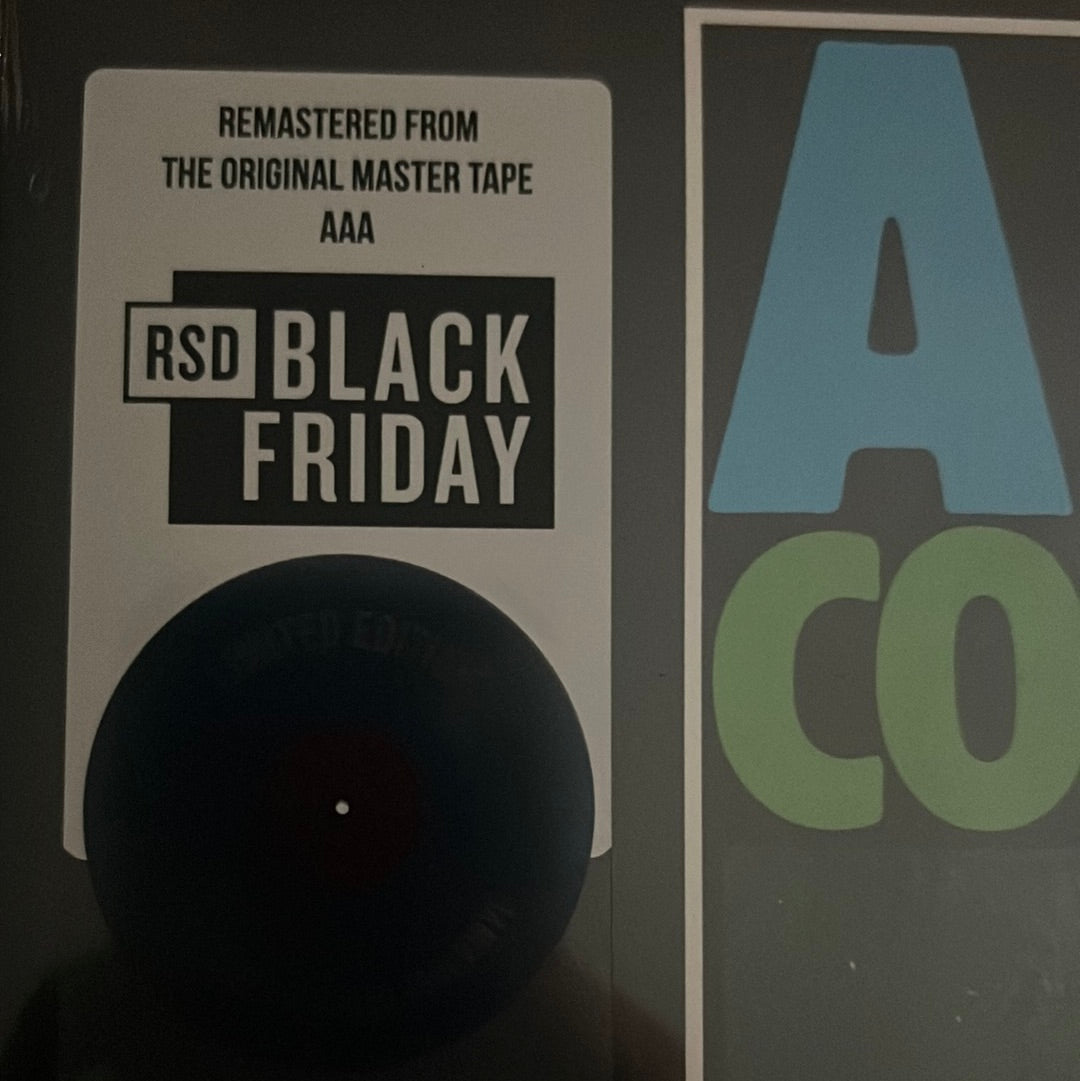 REMASTERED FROM
THE ORIGINAL MASTER TAPE
AAA
RSD BLACK
FRIDAY
A
CO